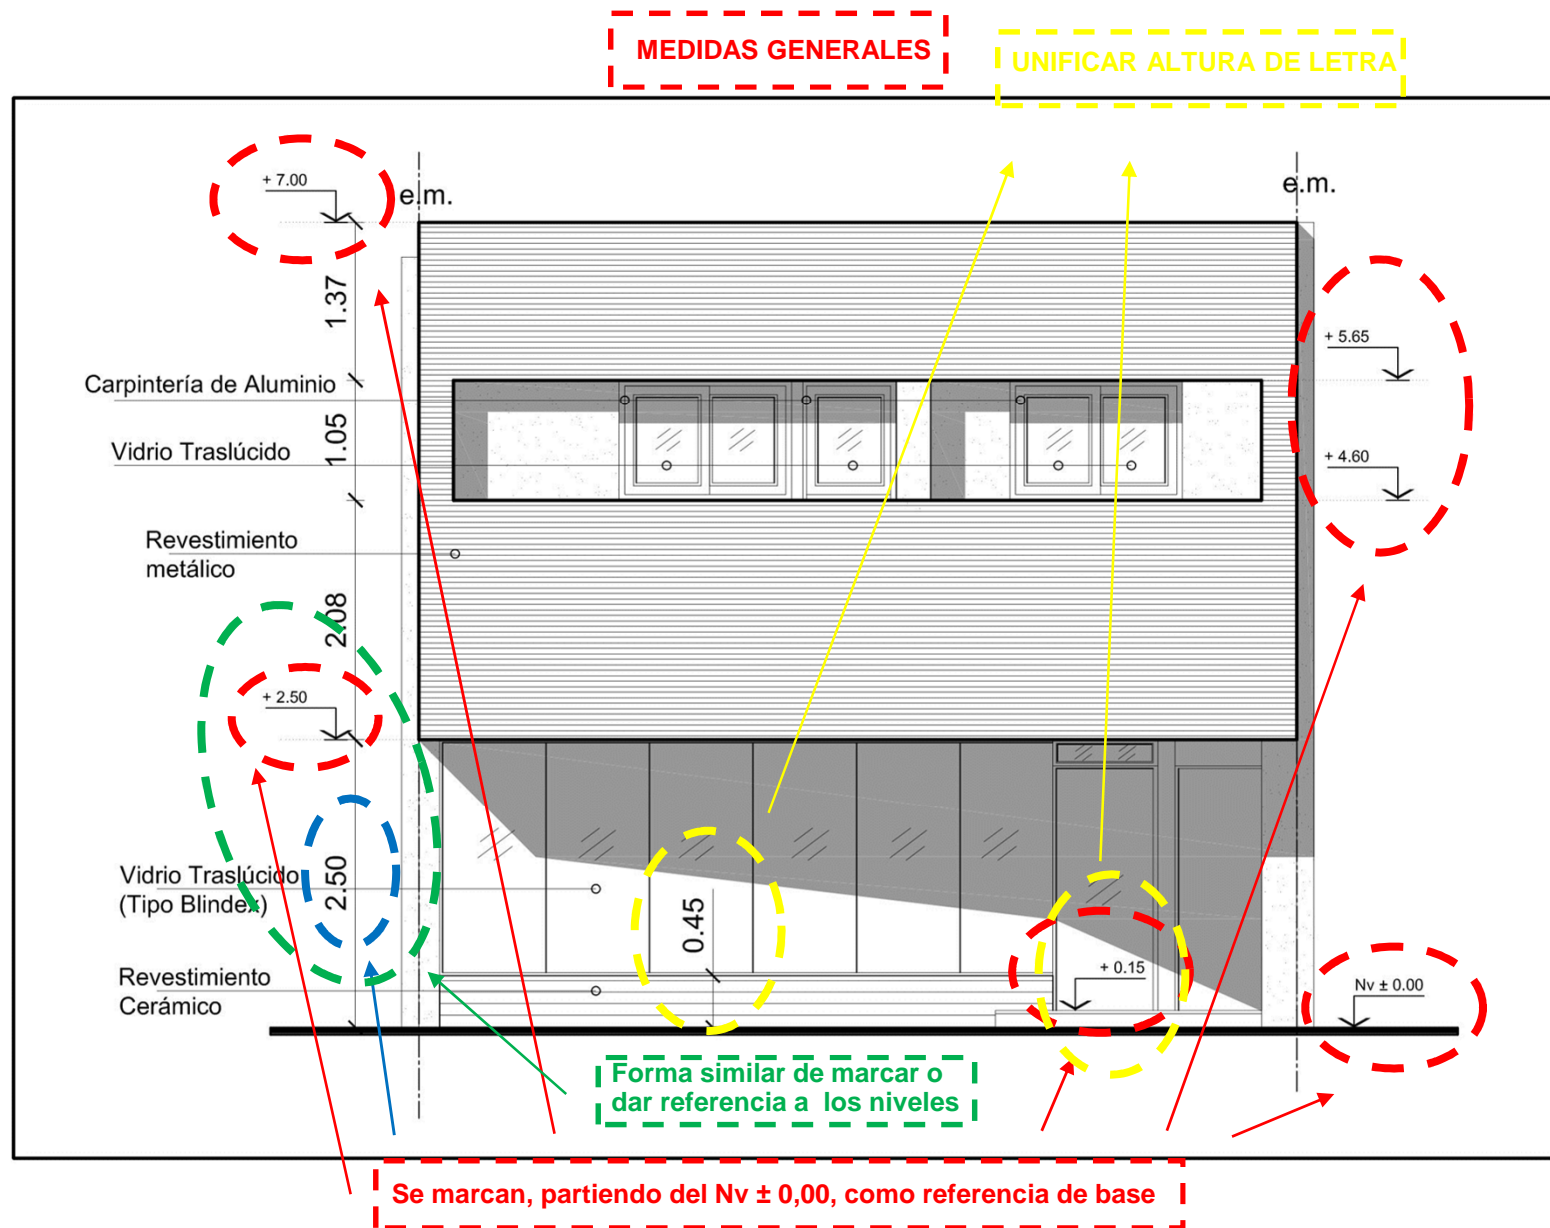 MEDIDAS GENERALES
UNIFICAR ALTURA DE LETRA
+ 7.00
e.m.
e.m.
1.37
+ 5.65
Carpintería de Aluminio
1.05
Vidrio Traslúcido
+ 4.60
Revestimiento
metálico
2.08
+ 2.50
Vidrio Traslúcido
(Tipo Blindex)
2.50
0.45
+ 0.15
Revestimiento
Cerámico
Nv ± 0.00
Forma similar de marcar o
dar referencia a los niveles
Se marcan, partiendo del Nv ± 0,00, como referencia de base